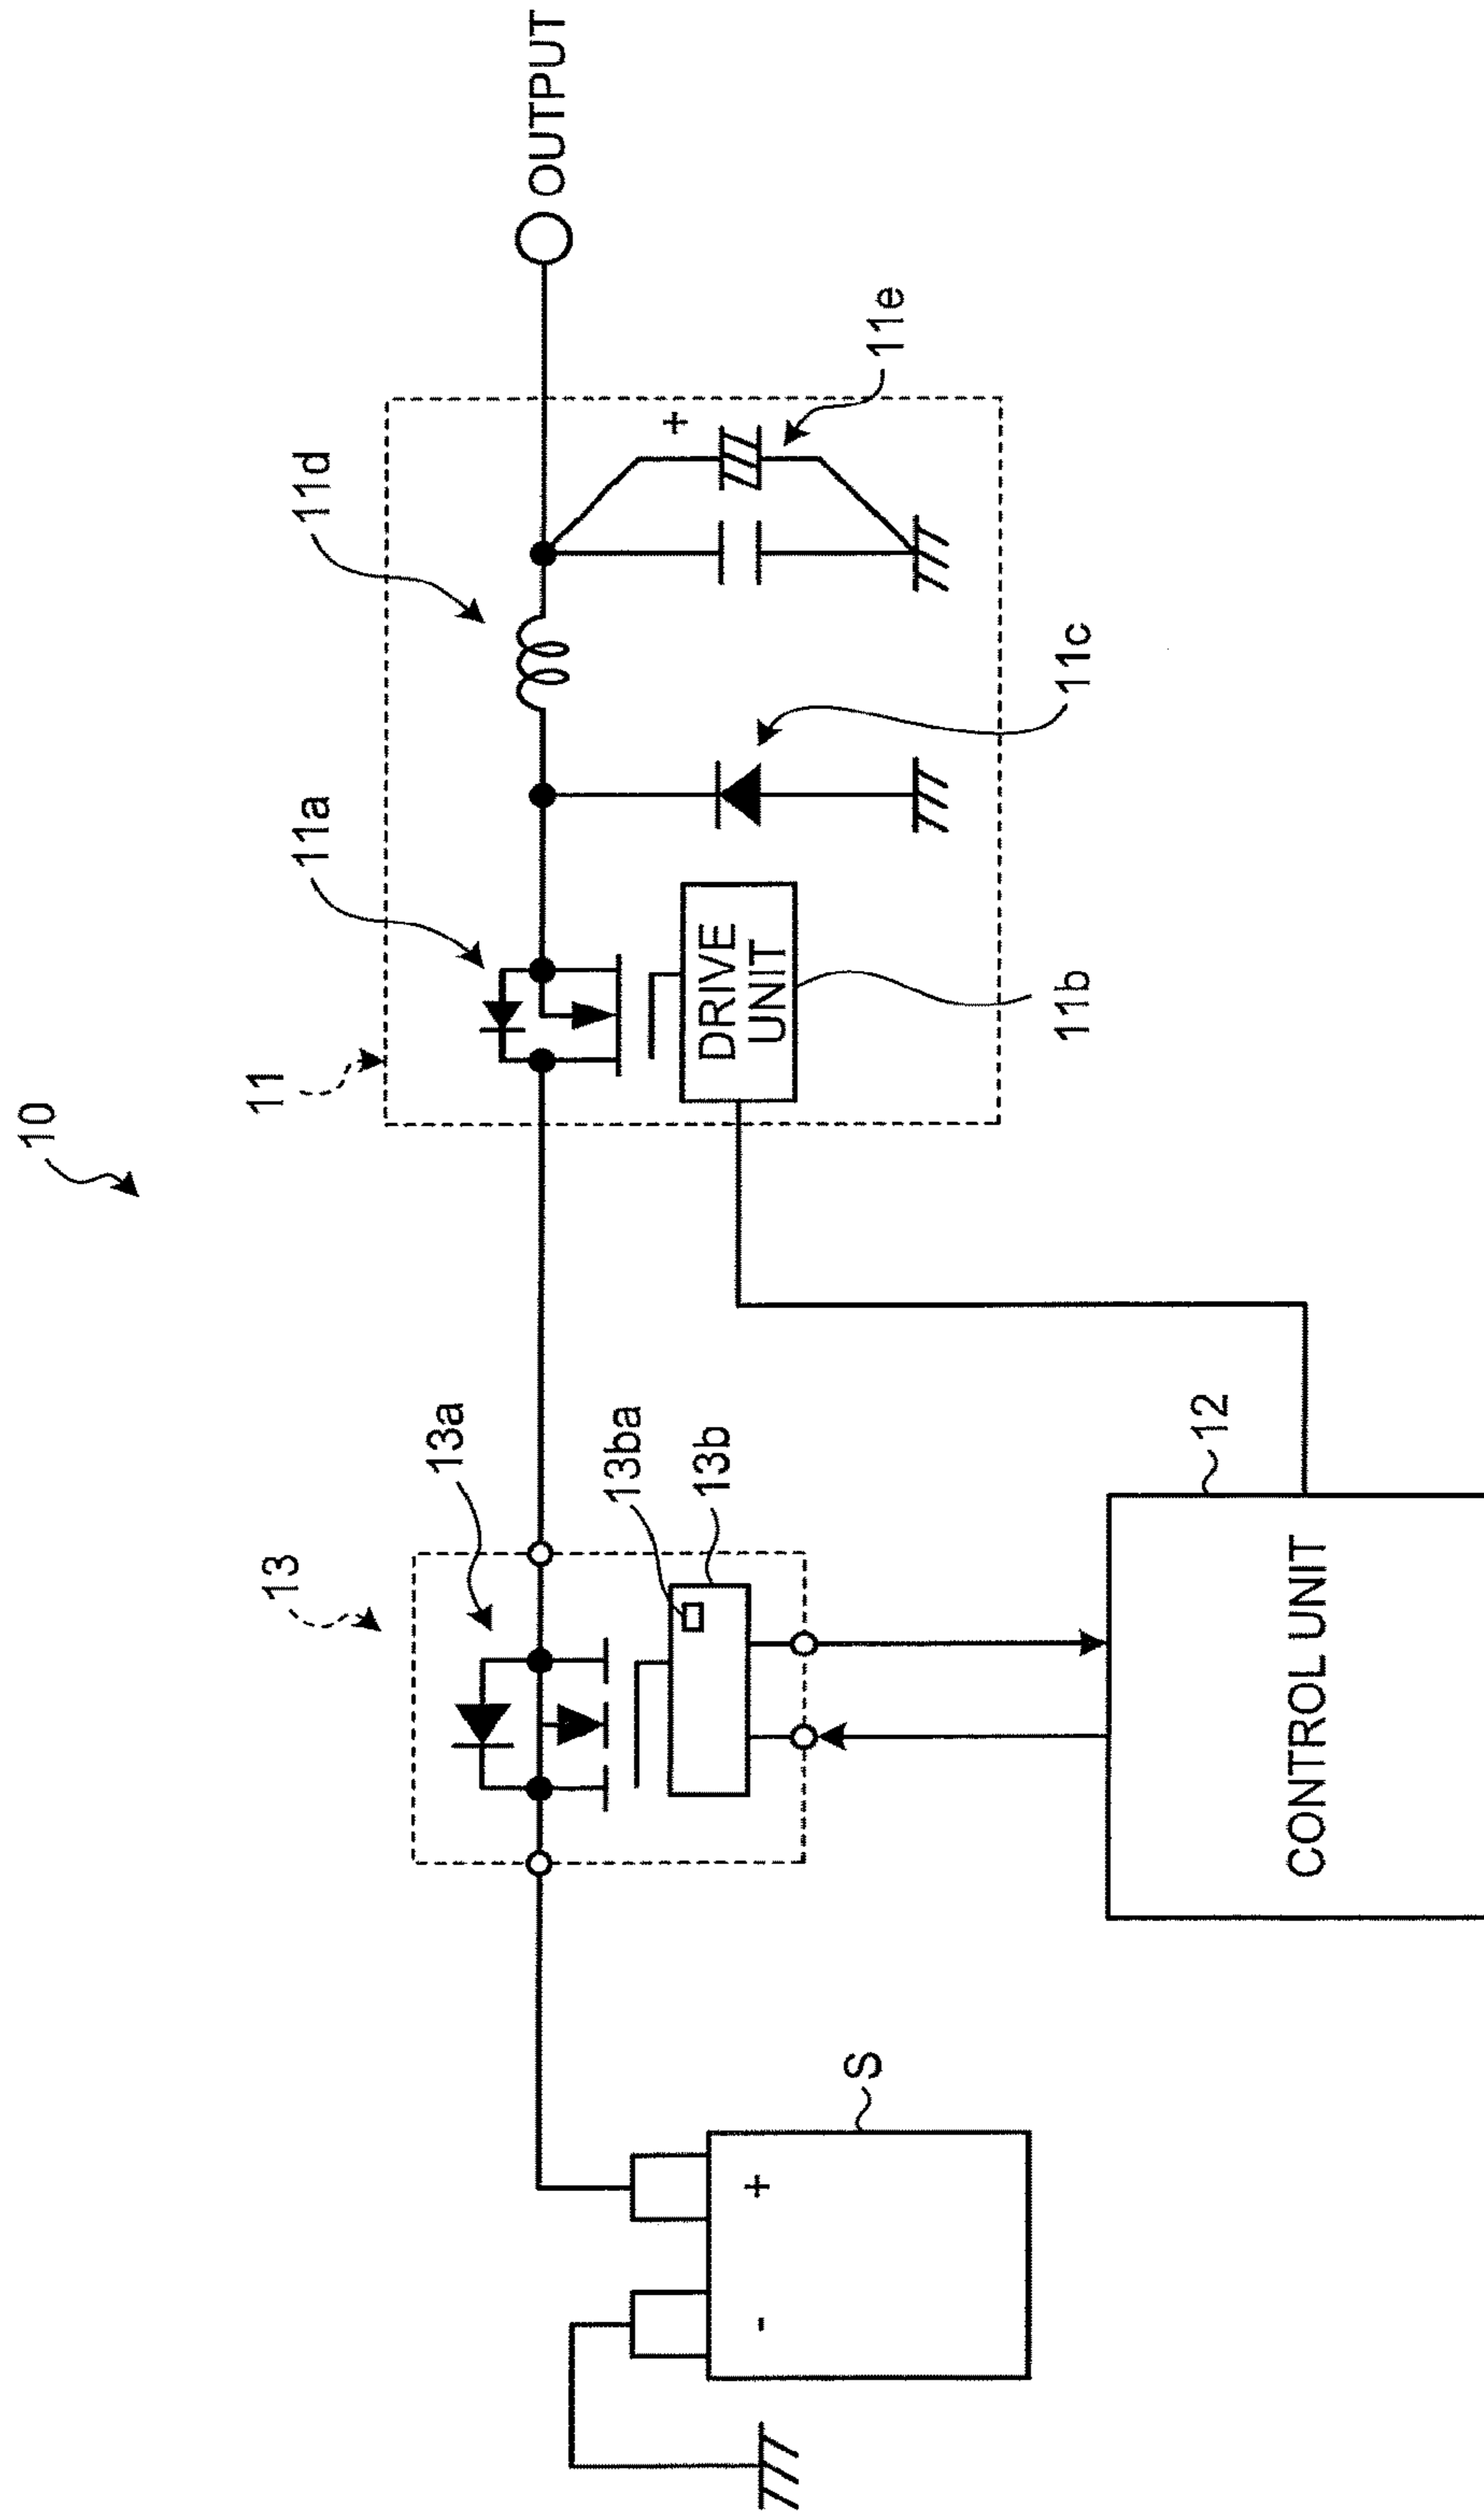 10
11
11a
11d
OUTPUT
13
13a
13ba
13b
DRIVE
UNIT
11b
11c
+
11e
12
CONTROL UNIT
S
-
+